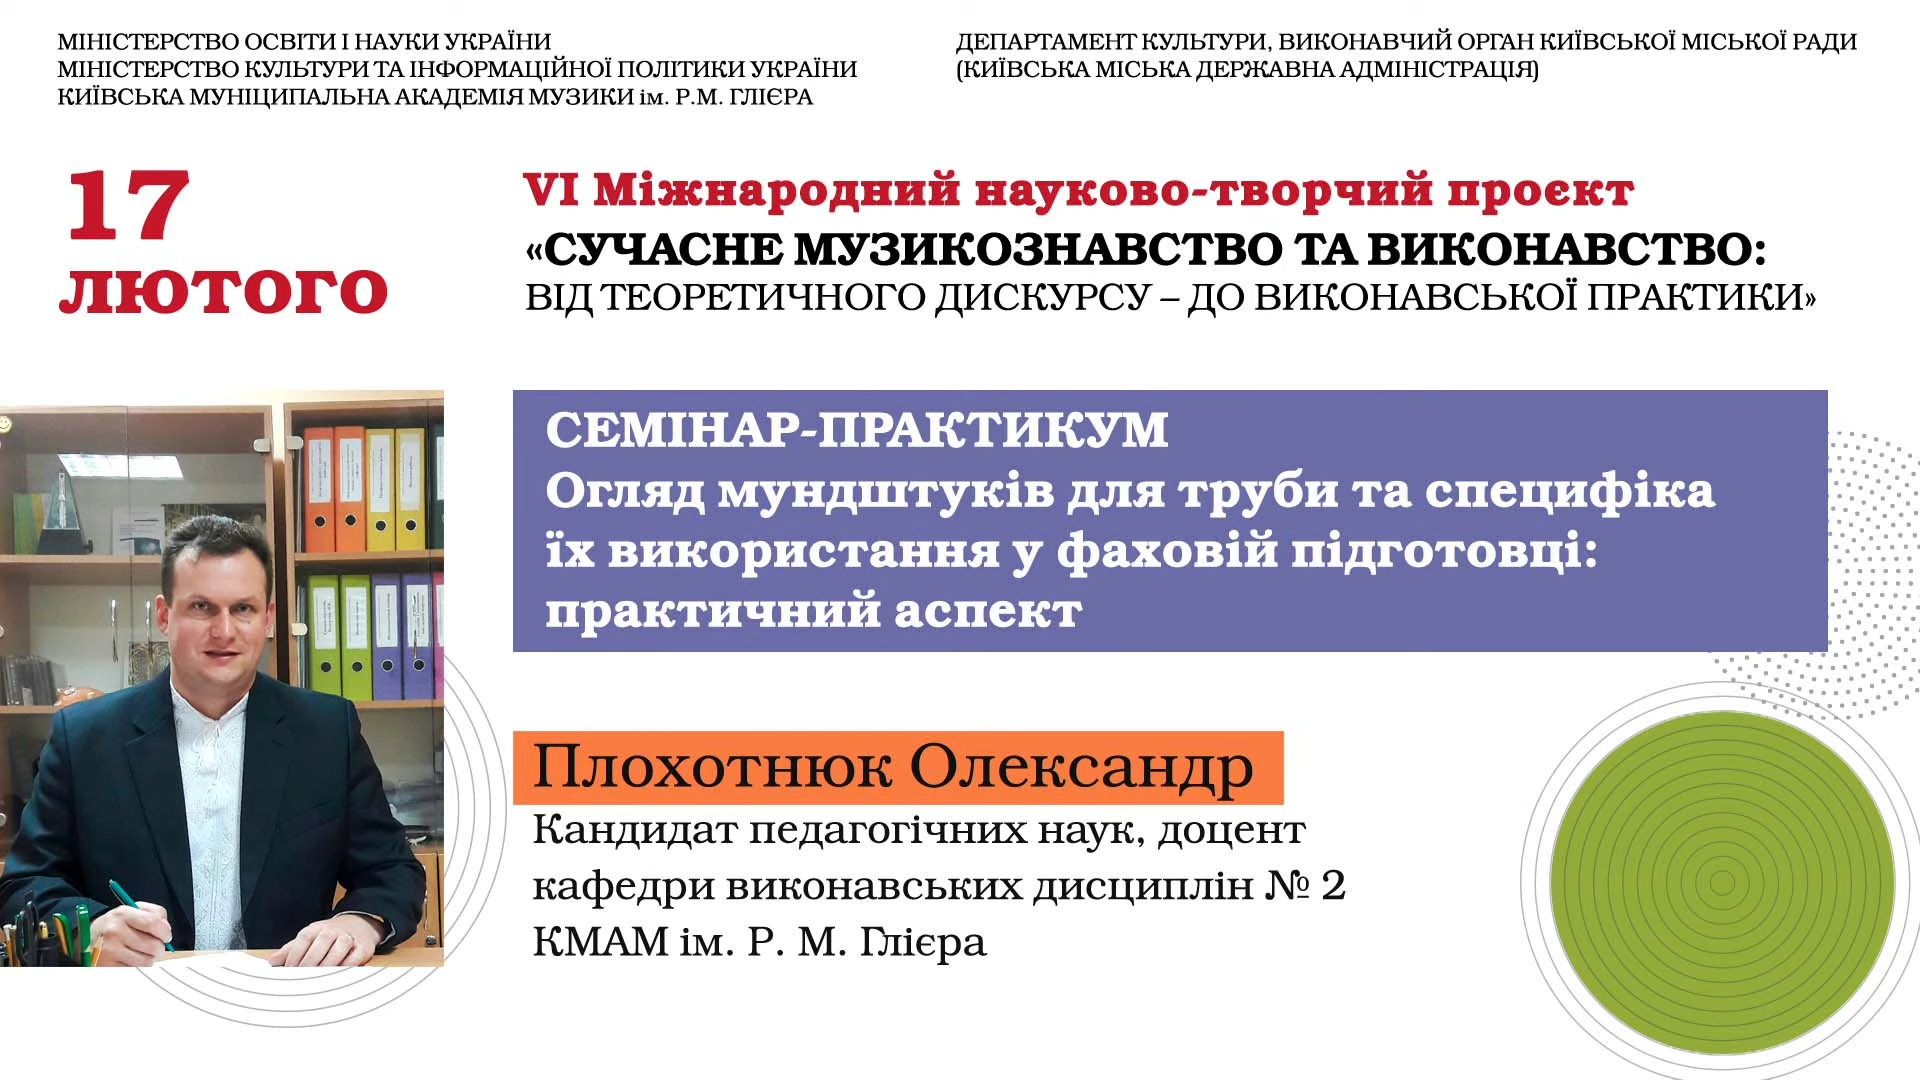 МІНІСТЕРСТВО ОСВІТИ І НАУКИ УКРАЇНИ
МІНІСТЕРСТВО КУЛЬТУРИ ТА ІНФОРМАЦІЙНОЇ ПОЛІТИКИ УКРАЇНИ
КИЇВСЬКА МУНІЦИПАЛЬНА АКАДЕМІЯ МУЗИКИ ім. Р.М. ГЛІЄРА
ДЕПАРТАМЕНТ КУЛЬТУРИ, ВИКОНАВЧИЙ ОРГАН КИЇВСЬКОЇ МІСЬКОЇ РАДИ
(КИЇВСЬКА МІСЬКА ДЕРЖАВНА АДМІНІСТРАЦІЯ)
17
лютого
VI Міжнародний науково-творчий проєкт
«СУЧАСНЕ МУЗИКОЗНАВСТВО ТА ВИКОНАВСТВО:
ВІД ТЕОРЕТИЧНОГО ДИСКУРСУ – ДО ВИКОНАВСЬКОЇ ПРАКТИКИ»
СЕМІНАР-ПРАКТИКУМ
Огляд мундштуків для труби та специфіка
їх використання у фаховій підготовці:
практичний аспект
Плохотнюк Олександр
Кандидат педагогічних наук, доцент
кафедри виконавських дисциплін № 2
КМАМ ім. Р. М. Глієра